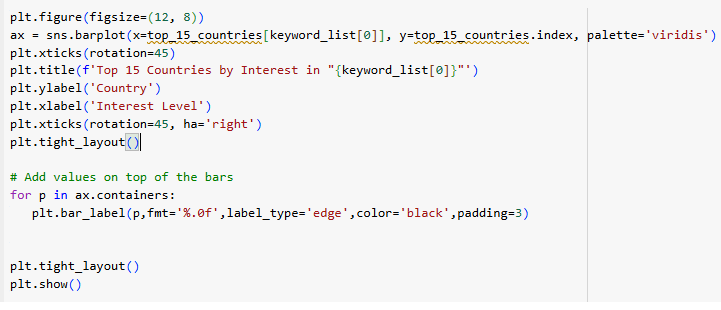 plt.figure(figsize=(12, 8))
ax = sns.barplot(x=top_15_countries[keyword_list[0]], y=top_15_countries.index, palette='viridis')
plt.xticks(rotation=45)
plt.title(f'Top 15 Countries by Interest in "{keyword_list[0]}"')
plt.ylabel('Country')
plt.xlabel('Interest Level')
plt.xticks(rotation=45, ha='right')
plt.tight_layout()
# Add values on top of the bars
for p in ax.containers:
   plt.bar_label(p,fmt='%.0f',label_type='edge',color='black',padding=3)
plt.tight_layout()
plt.show()